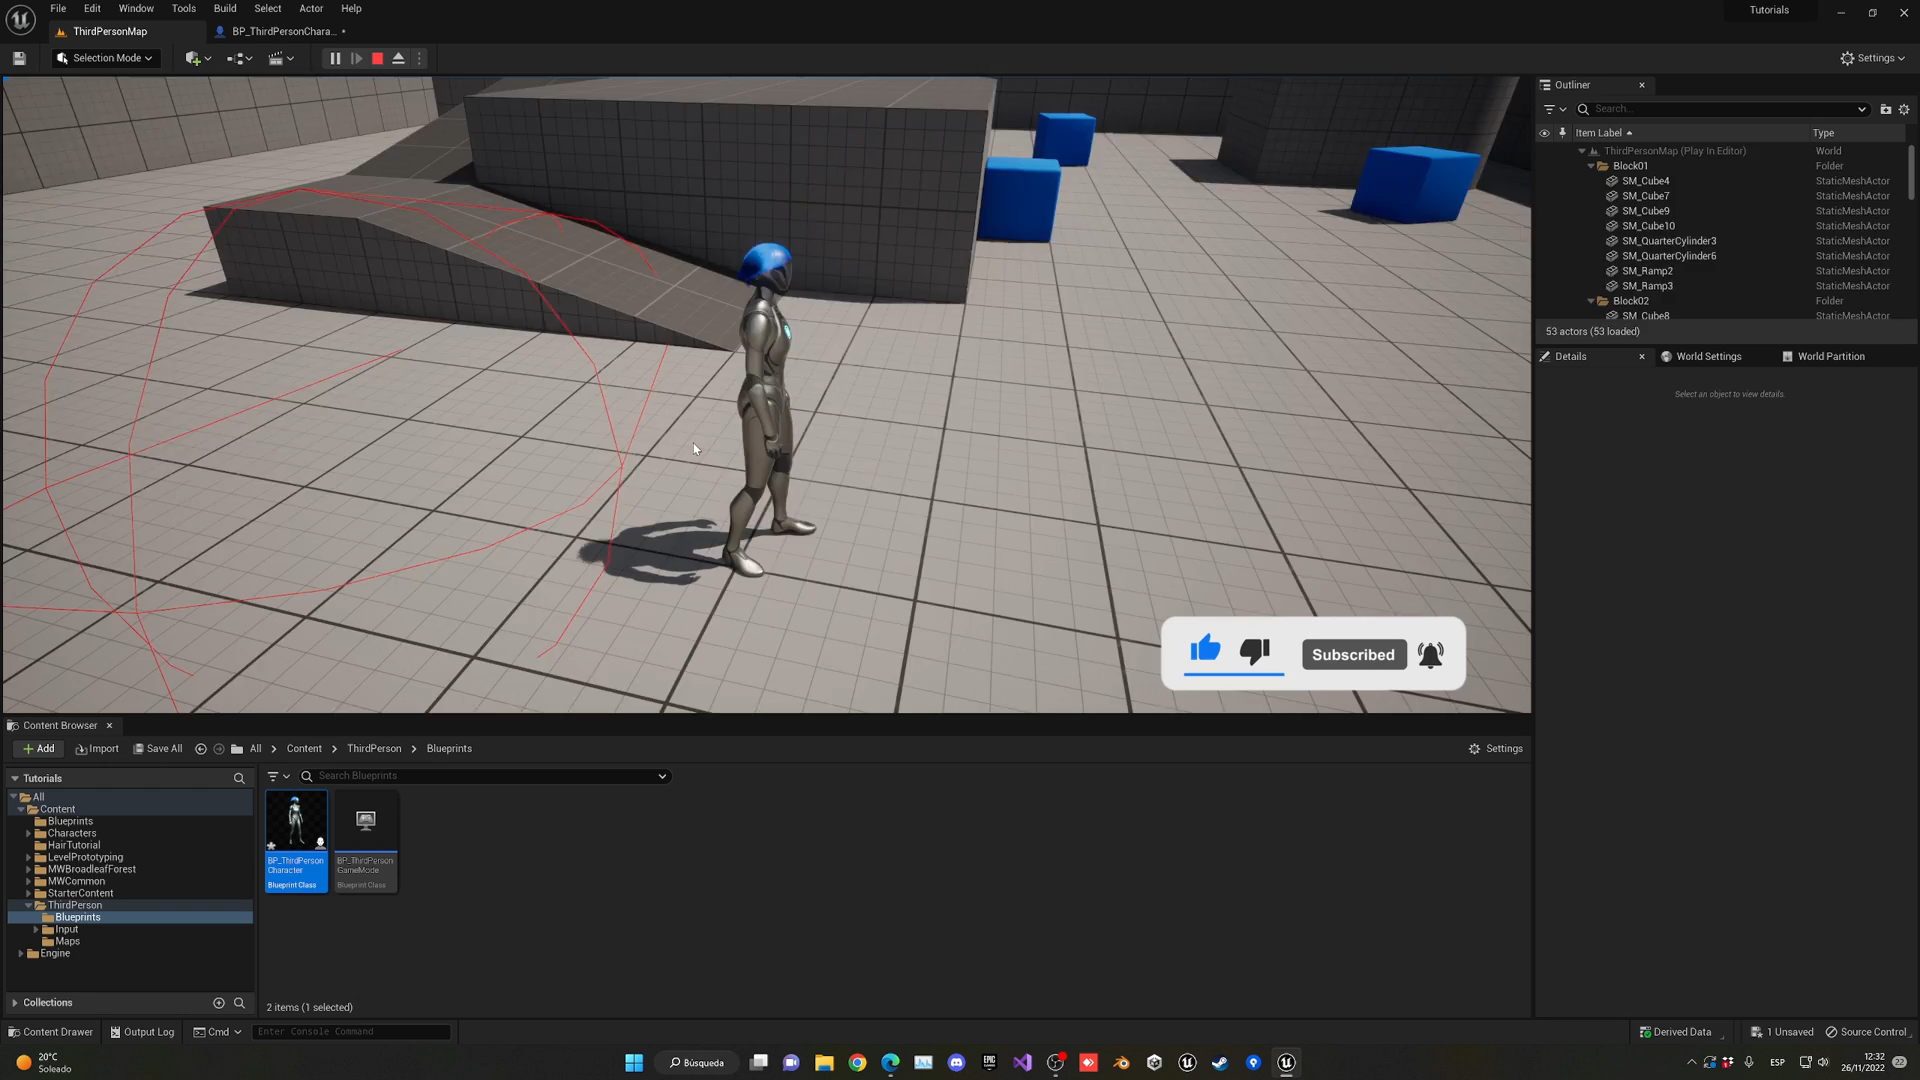 File Edit Window Tools Build Select Actor Help
Tutorials
ThirdPersonMap
BP_ThirdPersonChara... •
Selection Mode
Settings
Outliner
Search...
Item Label
Type
ThirdPersonMap (Play In Editor) World
Block01 Folder
SM_Cube4 StaticMeshActor
SM_Cube7 StaticMeshActor
SM_Cube9 StaticMeshActor
SM_Cube10 StaticMeshActor
SM_QuarterCylinder3 StaticMeshActor
SM_QuarterCylinder6 StaticMeshActor
SM_Ramp2 StaticMeshActor
SM_Ramp3 StaticMeshActor
Block02 Folder
SM_Cube8 StaticMeshActor
53 actors (53 loaded)
Details World Settings World Partition
Select an object to view details.
Subscribed
Content Browser
Add Import Save All All > Content > ThirdPerson > Blueprints
Settings
Tutorials
Search Blueprints
All
Content
Blueprints
Characters
HairTutorial
LevelPrototyping
MWBroadleafForest
MWCommon
StarterContent
ThirdPerson
Blueprints
Input
Maps
Engine
BP_ThirdPerson
Character
Blueprint Class
BP_ThirdPerson
GameMode
Blueprint Class
Collections
2 items (1 selected)
Content Drawer Output Log Cmd Enter Console Command
Derived Data 1 Unsaved Source Control
20°C
Soleado
Búsqueda
EPIC
ESP
12:32
26/11/2022
22